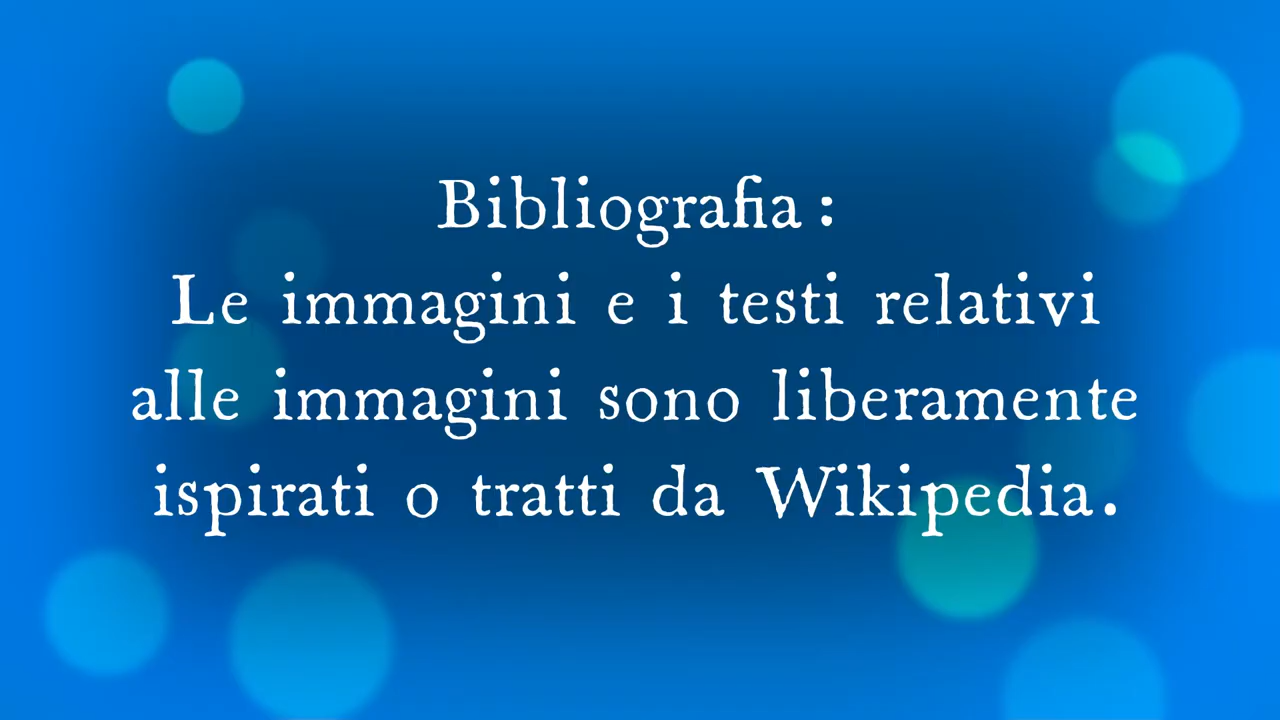 Bibliografia :
Le immagini e i testi relativi
alle immagini sono liberamente
ispirati o tratti da Wikipedia.